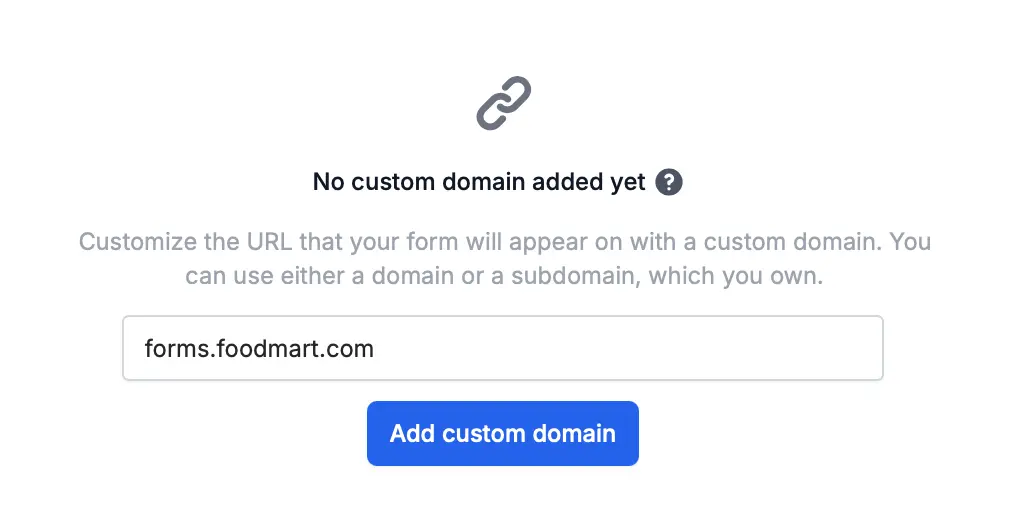 No custom domain added yet ?
Customize the URL that your form will appear on with a custom domain. You
can use either a domain or a subdomain, which you own.
forms.foodmart.com
Add custom domain